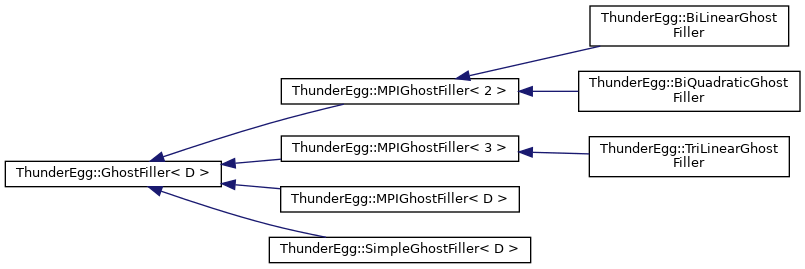 ThunderEgg::BiLinearGhost
Filler
ThunderEgg::MPIGhostFiller< 2 >
ThunderEgg::BiQuadraticGhost
Filler
ThunderEgg::MPIGhostFiller< 3 >
ThunderEgg::TriLinearGhost
Filler
ThunderEgg::GhostFiller< D >
ThunderEgg::MPIGhostFiller< D >
ThunderEgg::SimpleGhostFiller< D >